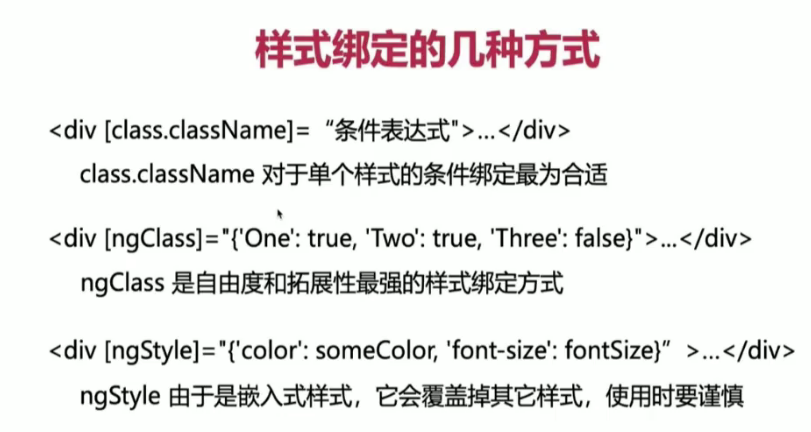 样式绑定的几种方式
<div [class.className]= “条件表达式">...</div>
class.className 对于单个样式的条件绑定最为合适
<div [ngClass]="{'One': true, 'Two': true, 'Three': false}">...</div>
ngClass 是自由度和拓展性最强的样式绑定方式
<div [ngStyle]="{'color': someColor, 'font-size': fontSize}” >...</div>
ngStyle 由于是嵌入式样式，它会覆盖掉其它样式，使用时要谨慎